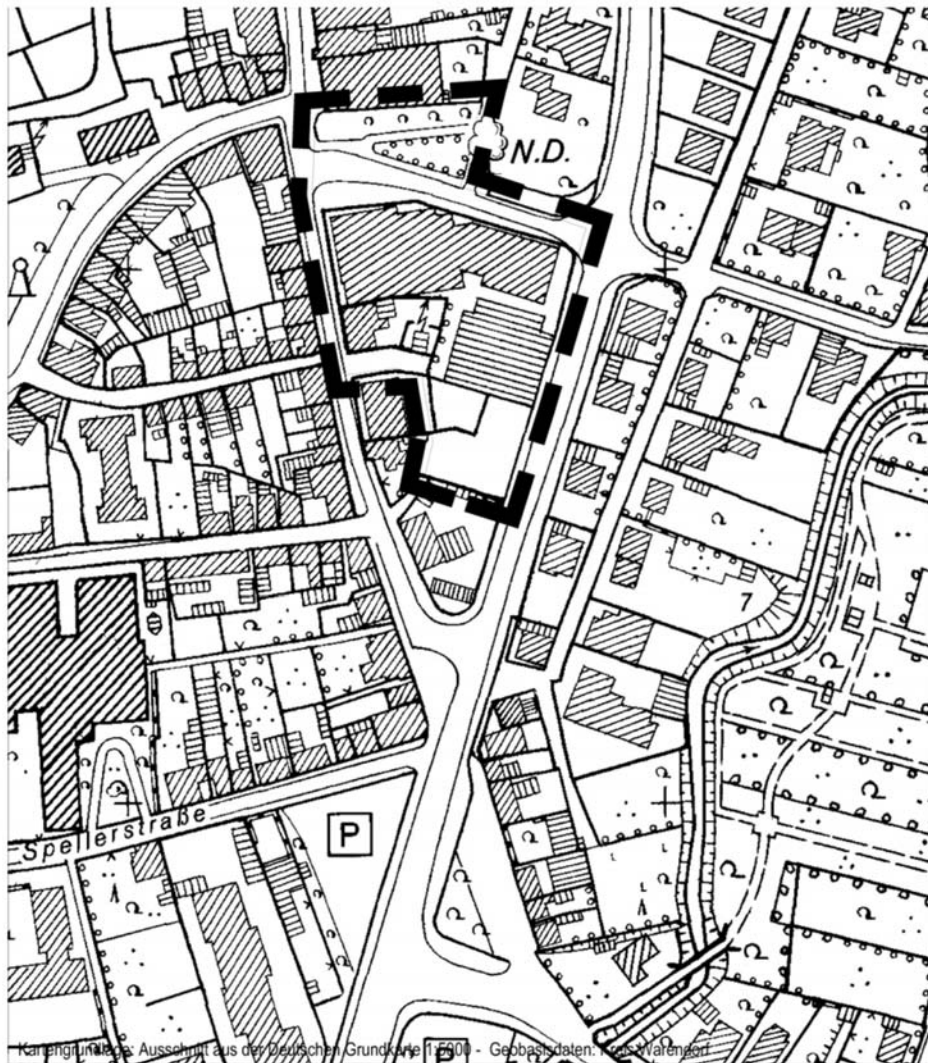 N.D.
7
Spellerstraße
P
Kartengrundlage: Ausschnitt aus der Deutschen Grundkarte 1:5000 - Geobasisdaten: Kreis Warendorf